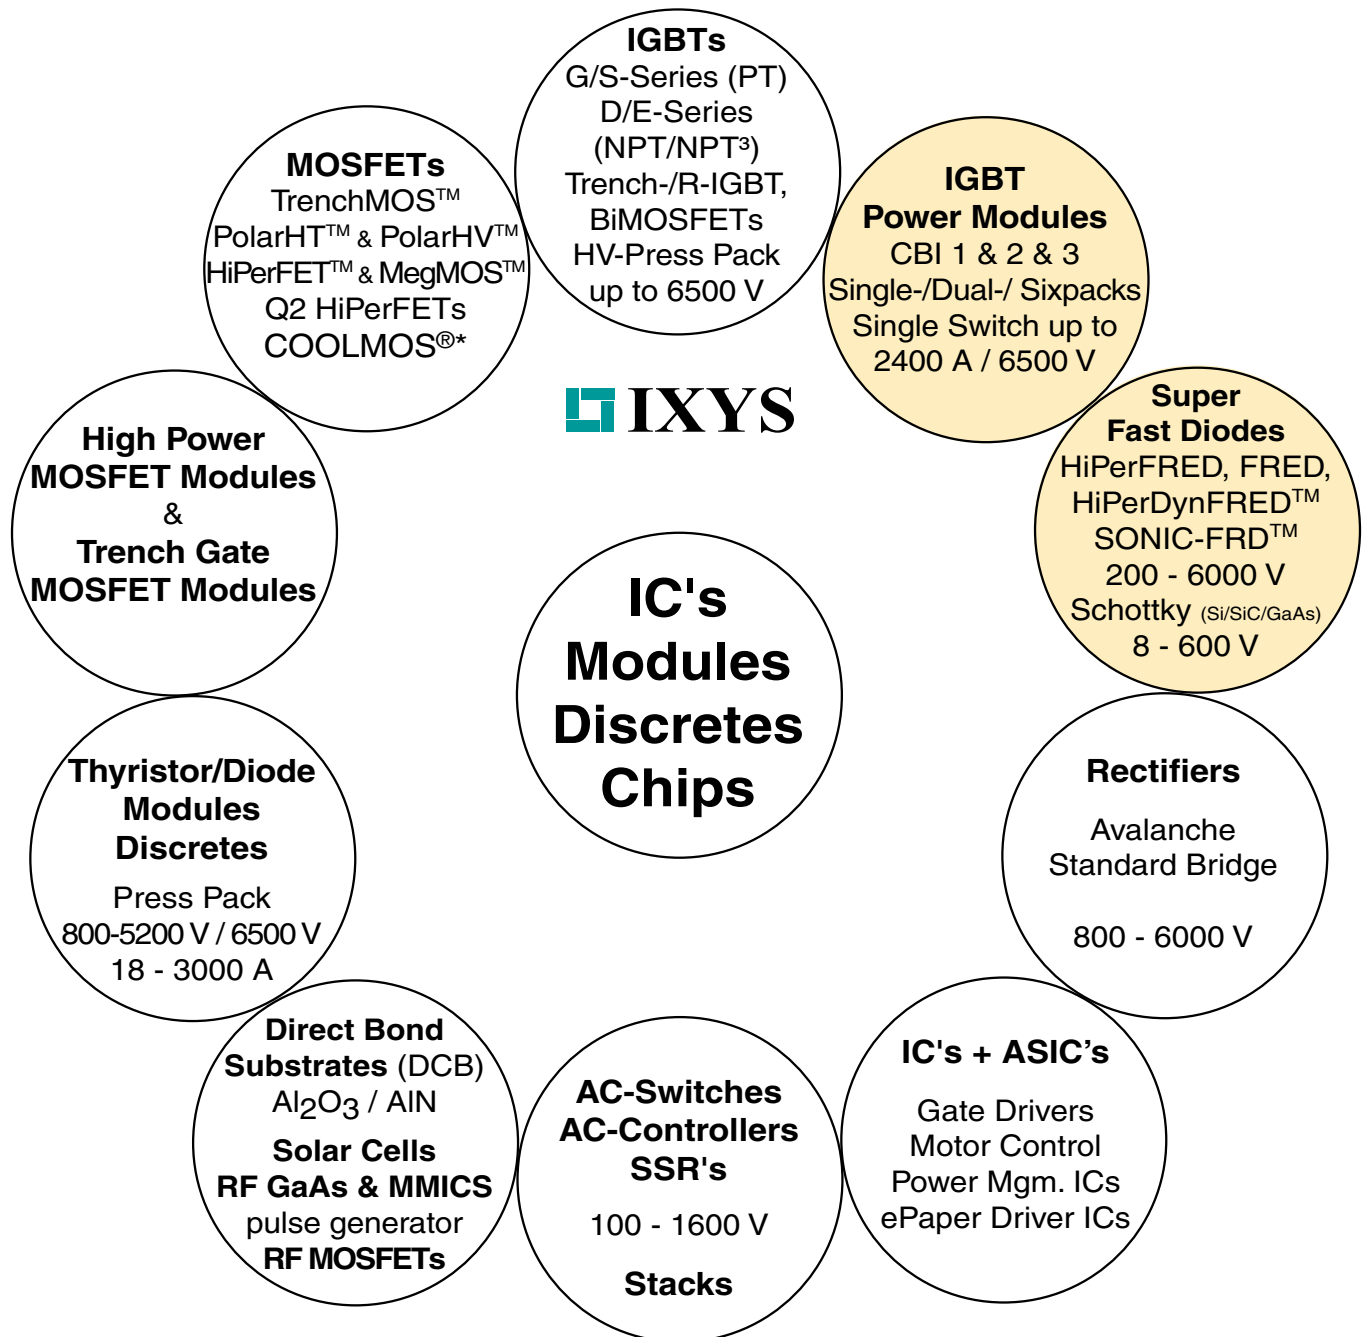 IGBTs
G/S-Series (PT)
D/E-Series
(NPT/NPT³)
Trench-/R-IGBT,
BiMOSFETs
HV-Press Pack
up to 6500 V
MOSFETs
TrenchMOS™
PolarHT™ & PolarHV™
HiPerFET™ & MegMOS™
Q2 HiPerFETs
COOLMOS®*
IGBT
Power Modules
CBI 1 & 2 & 3
Single-/Dual-/ Sixpacks
Single Switch up to
2400 A / 6500 V
IXYS
High Power
MOSFET Modules
&
Trench Gate
MOSFET Modules
Super
Fast Diodes
HiPerFRED, FRED,
HiPerDynFRED™
SONIC-FRD™
200 - 6000 V
Schottky (Si/SiC/GaAs)
8 - 600 V
IC's
Modules
Discretes
Chips
Thyristor/Diode
Modules
Discretes
Press Pack
800-5200 V / 6500 V
18 - 3000 A
Rectifiers
Avalanche
Standard Bridge
800 - 6000 V
Direct Bond
Substrates (DCB)
Al₂O₃ / AlN
Solar Cells
RF GaAs & MMICS
pulse generator
RF MOSFETs
AC-Switches
AC-Controllers
SSR's
100 - 1600 V
Stacks
IC's + ASIC’s
Gate Drivers
Motor Control
Power Mgm. ICs
ePaper Driver ICs